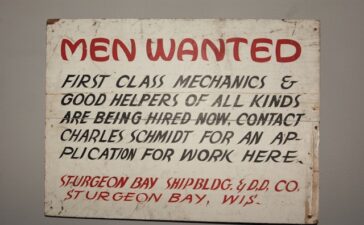 MEN WANTED
FIRST CLASS MECHANICS &
GOOD HELPERS OF ALL KINDS
ARE BEING HIRED NOW. CONTACT
CHARLES SCHMIDT FOR AN AP-
PLICATION FOR WORK HERE.
STURGEON BAY SHIPBLDG. & D.D. CO.
STURGEON BAY, WIS.